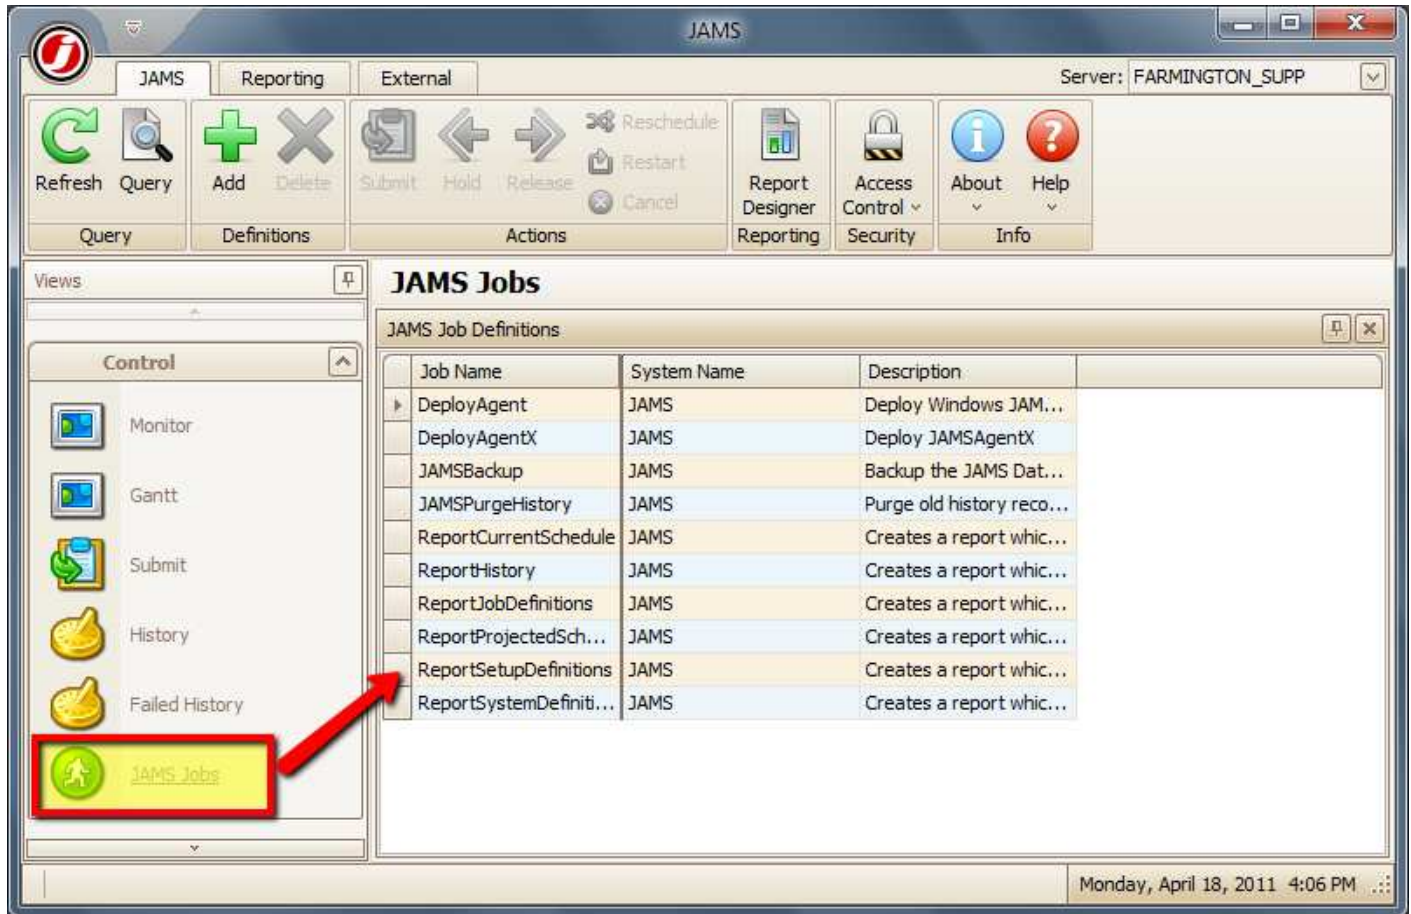 JAMS
JAMS Reporting External Server: FARMINGTON_SUPP
Refresh Query Add Delete Submit Hold Release Reschedule Restart Cancel Report Designer Access Control About Help
Query Definitions Actions Reporting Security Info
Views
JAMS Jobs
JAMS Job Definitions
Control
Monitor
Gantt
Submit
History
Failed History
JAMS Jobs
Job Name System Name Description
DeployAgent JAMS Deploy Windows JAM...
DeployAgentX JAMS Deploy JAMSAgentX
JAMSBackup JAMS Backup the JAMS Dat...
JAMSPurgeHistory JAMS Purge old history reco...
ReportCurrentSchedule JAMS Creates a report whic...
ReportHistory JAMS Creates a report whic...
ReportJobDefinitions JAMS Creates a report whic...
ReportProjectedSch... JAMS Creates a report whic...
ReportSetupDefinitions JAMS Creates a report whic...
ReportSystemDefiniti... JAMS Creates a report whic...
Monday, April 18, 2011 4:06 PM